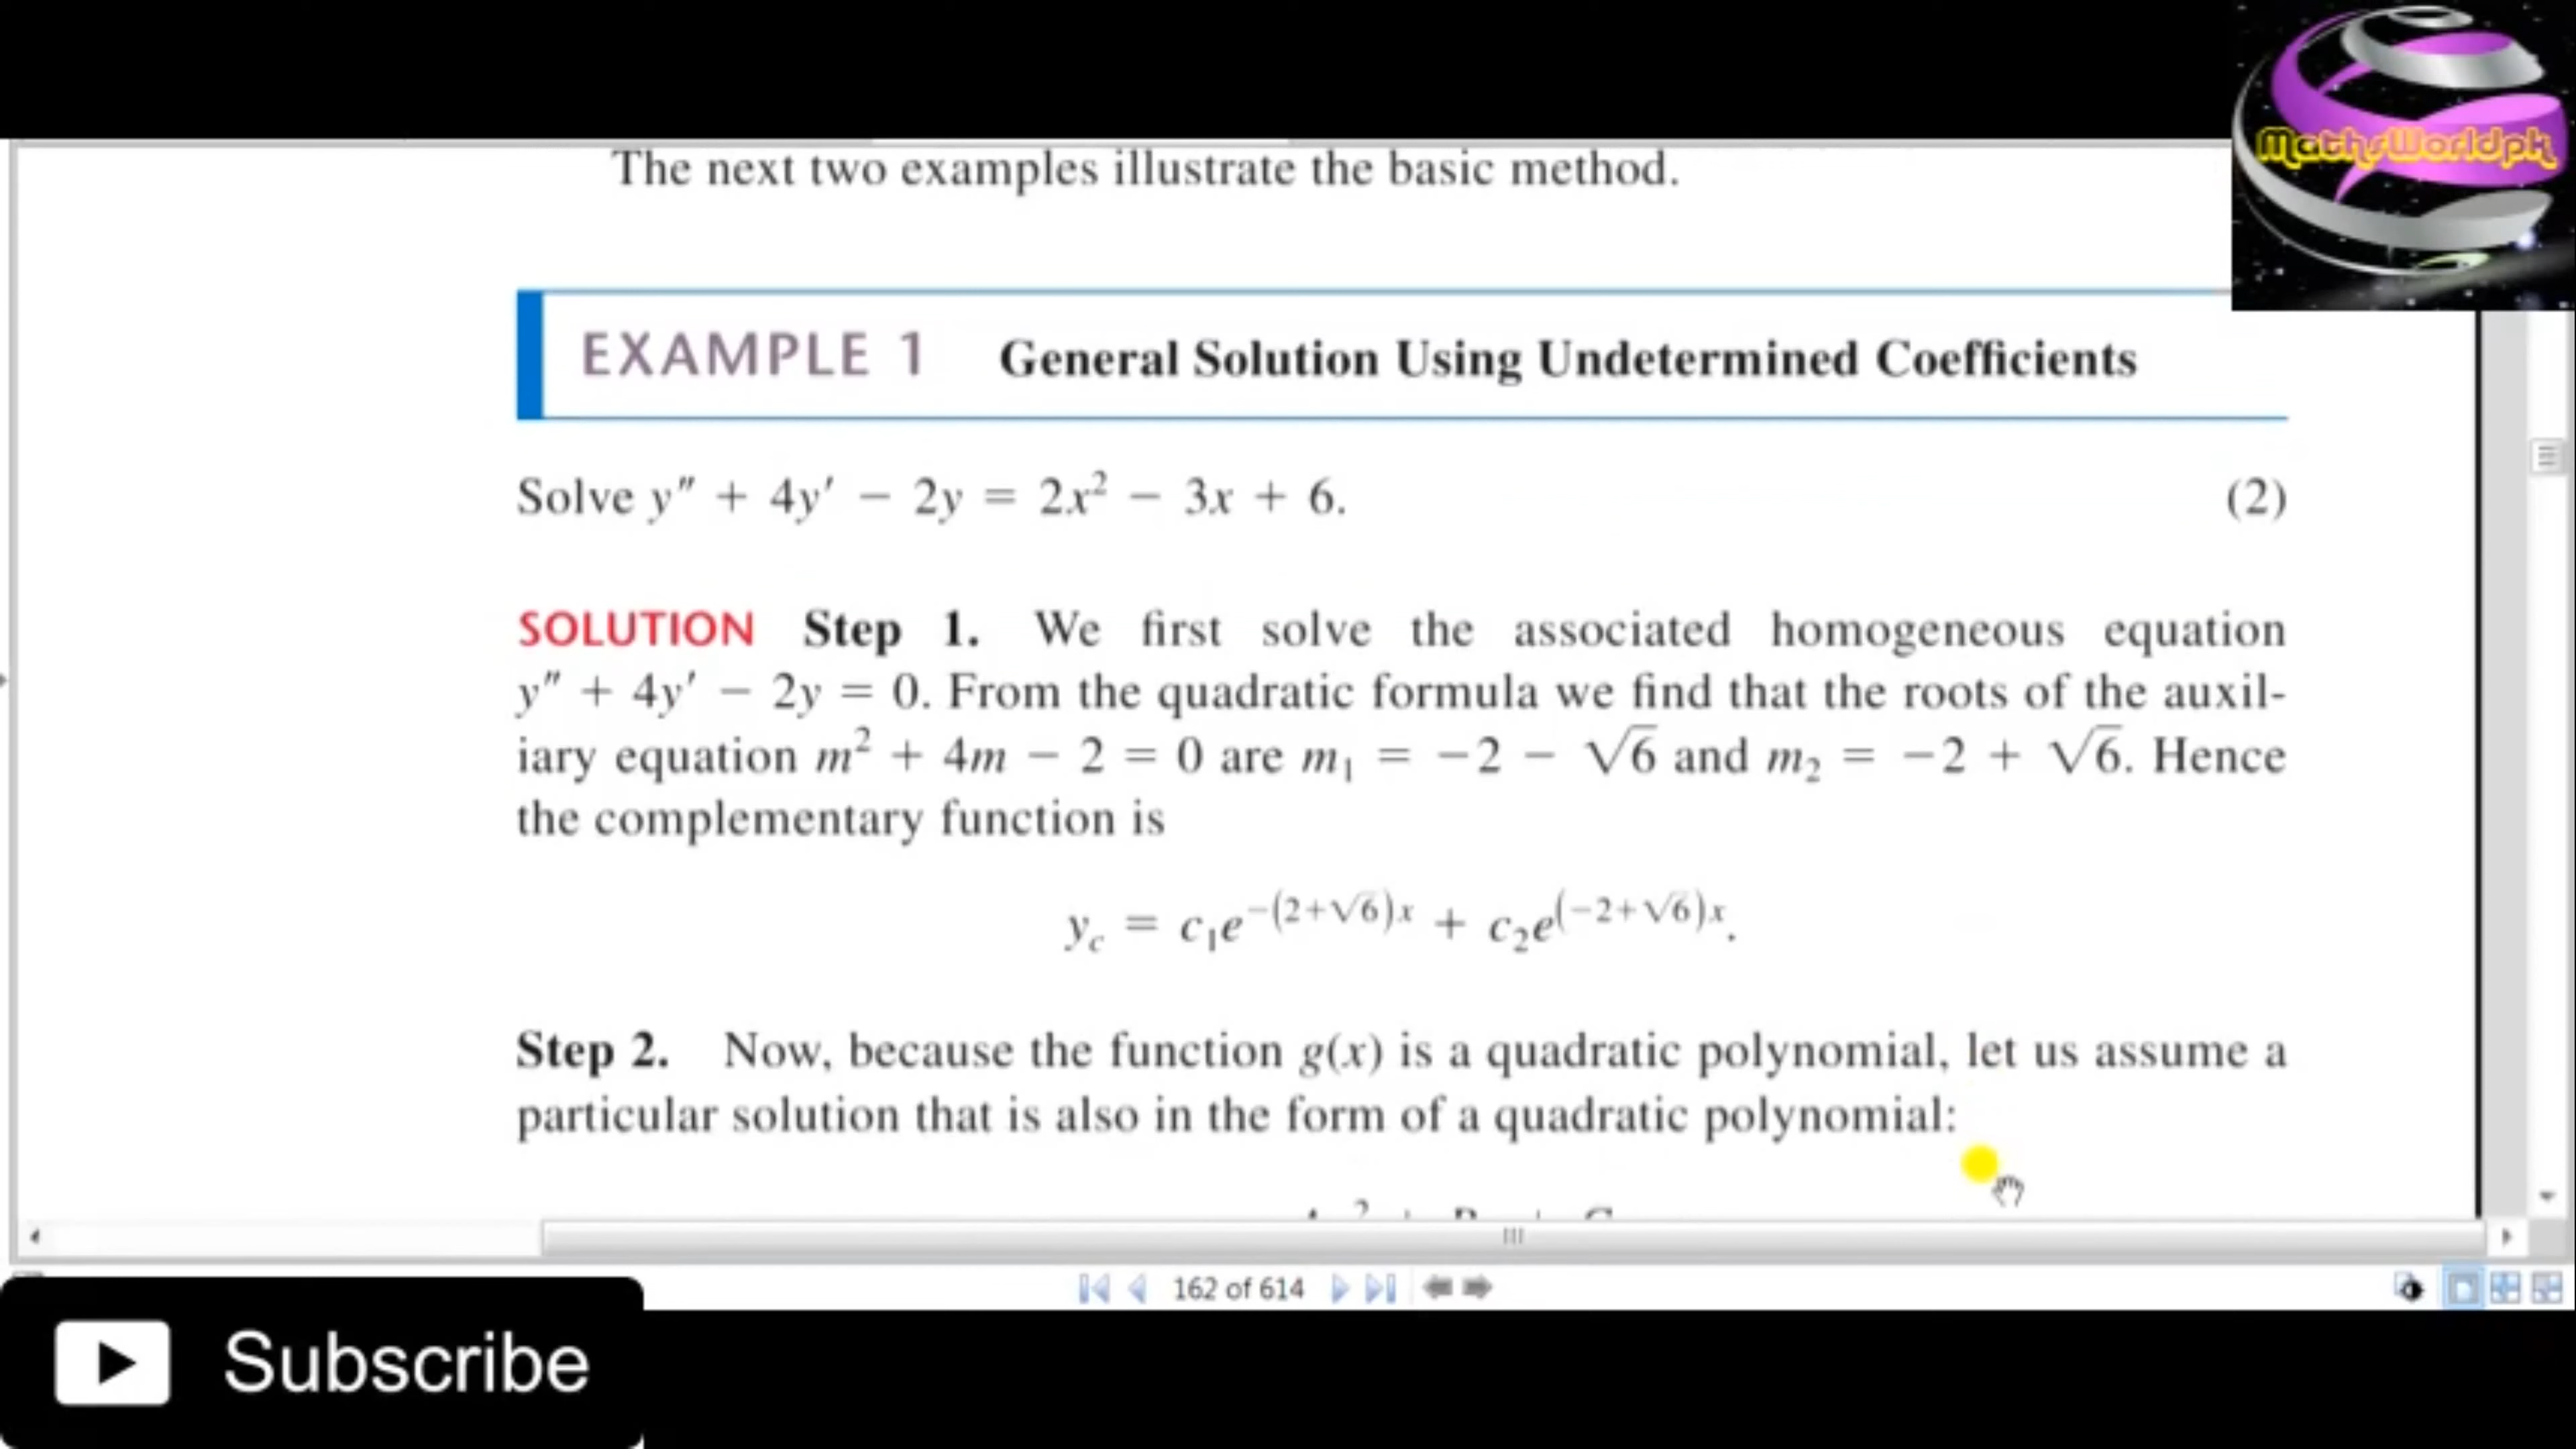 MathsWorldpk
The next two examples illustrate the basic method.
EXAMPLE 1 General Solution Using Undetermined Coefficients
Solve y″ + 4y′ − 2y = 2x² − 3x + 6. (2)
SOLUTION Step 1. We first solve the associated homogeneous equation
y″ + 4y′ − 2y = 0. From the quadratic formula we find that the roots of the auxil-
iary equation m² + 4m − 2 = 0 are m₁ = −2 − √6 and m₂ = −2 + √6. Hence
the complementary function is
y_c = c₁e^{−(2+√6)x} + c₂e^{(−2+√6)x}.
Step 2. Now, because the function g(x) is a quadratic polynomial, let us assume a
particular solution that is also in the form of a quadratic polynomial:
162 of 614
Subscribe